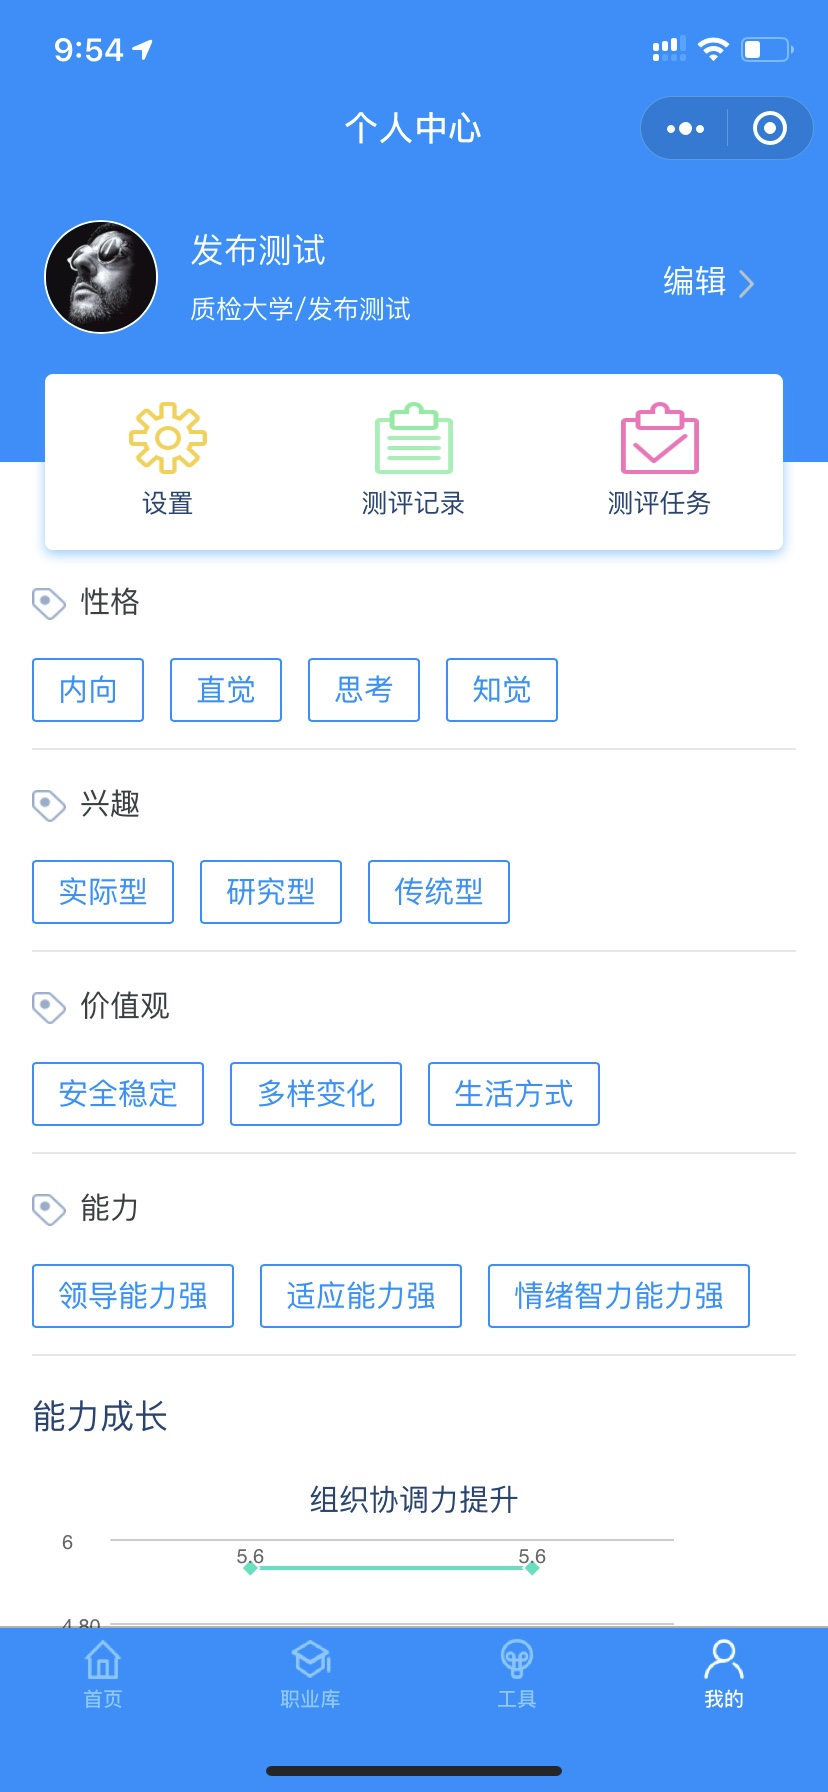 9:54
个人中心
发布测试
质检大学/发布测试
编辑
设置
测评记录
测评任务
性格
内向
直觉
思考
知觉
兴趣
实际型
研究型
传统型
价值观
安全稳定
多样变化
生活方式
能力
领导能力强
适应能力强
情绪智力能力强
能力成长
组织协调力提升
6
5.6
5.6
4.80
首页
职业库
工具
我的